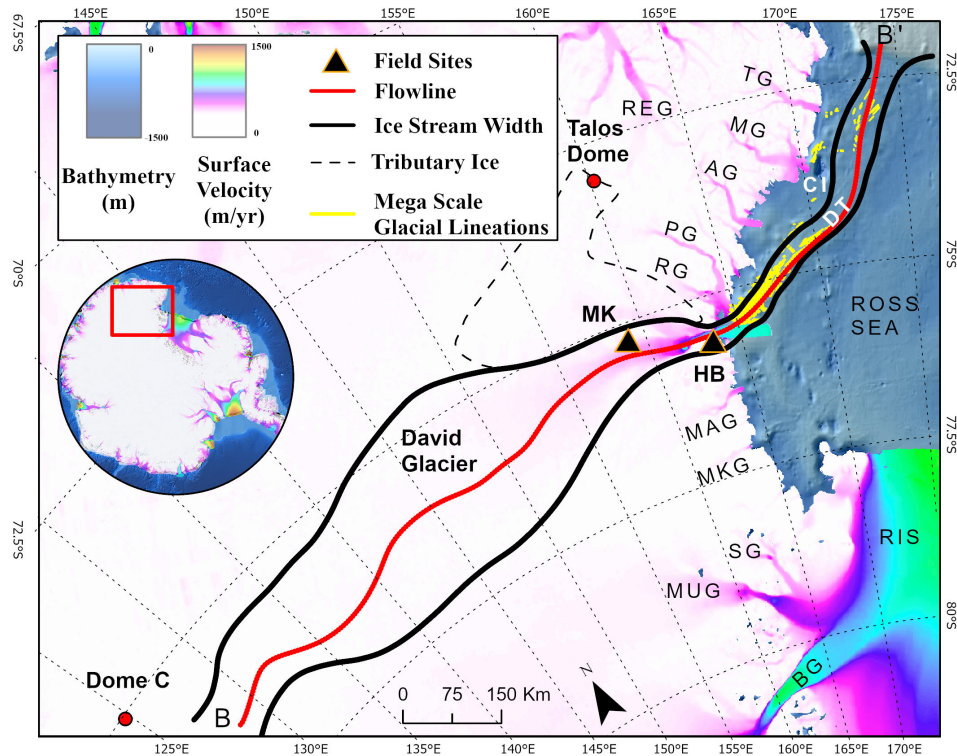 145°E
150°E
155°E
160°E
165°E
170°E
175°E
67.5°S
70°S
72.5°S
72.5°S
75°S
77.5°S
80°S
0
-1500
Bathymetry
(m)
1500
0
Surface
Velocity
(m/yr)
Field Sites
Flowline
Ice Stream Width
Tributary Ice
Mega Scale
Glacial Lineations
B'
TG
REG
MG
Talos
Dome
AG
CI
DT
PG
RG
ROSS
SEA
MK
HB
MAG
MKG
David
Glacier
RIS
SG
MUG
BG
Dome C
B
N
0 75 150 Km
125°E
130°E
135°E
140°E
145°E
150°E
155°E
160°E
165°E
170°E